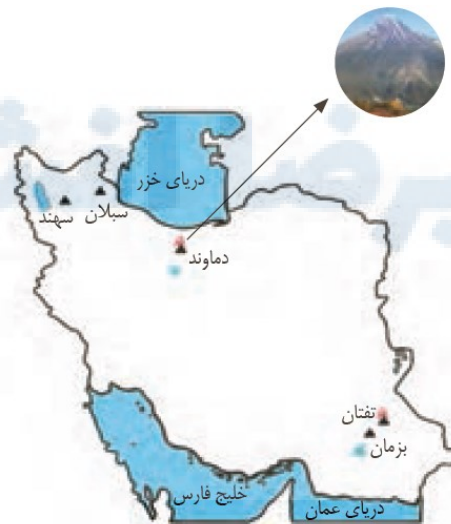 دریای خزر
سبلان
سهند
دماوند
تفتان
بزمان
خلیج فارس
دریای عمان